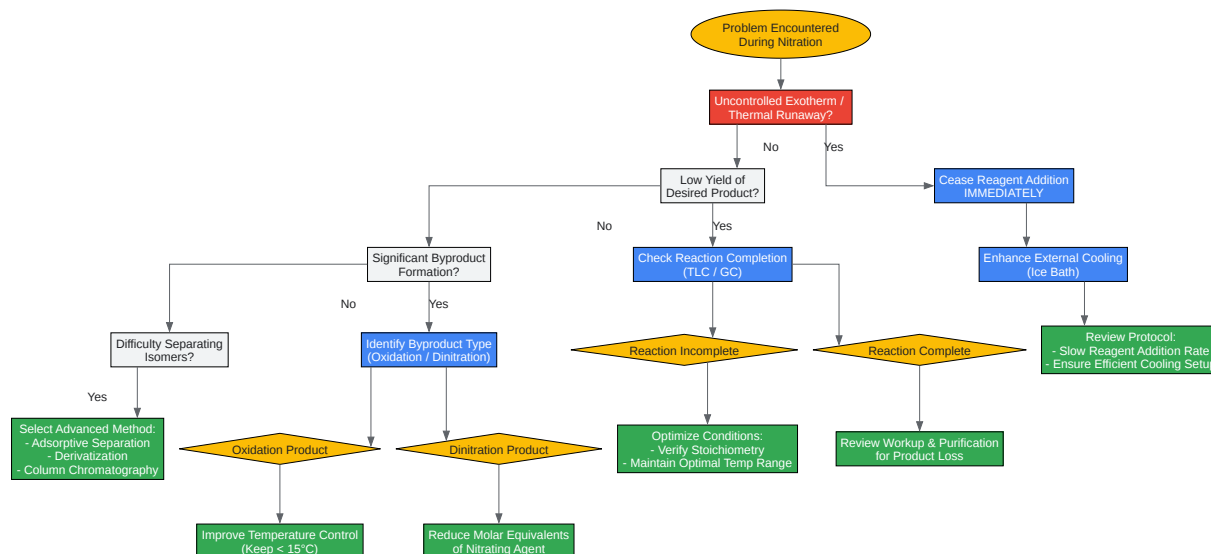 Problem Encountered
During Nitration
Uncontrolled Exotherm /
Thermal Runaway?
No
Yes
Low Yield of
Desired Product?
Cease Reagent Addition
IMMEDIATELY
No
Yes
Significant Byproduct
Formation?
Check Reaction Completion
(TLC / GC)
Enhance External Cooling
(Ice Bath)
No
Yes
Difficulty Separating
Isomers?
Identify Byproduct Type
(Oxidation / Dinitration)
Reaction Incomplete
Reaction Complete
Review Protocol:
- Slow Reagent Addition Rate
- Ensure Efficient Cooling Setup
Yes
Select Advanced Method:
- Adsorptive Separation
- Derivatization
- Column Chromatography
Oxidation Product
Dinitration Product
Optimize Conditions:
- Verify Stoichiometry
- Maintain Optimal Temp Range
Review Workup & Purification
for Product Loss
Improve Temperature Control
(Keep < 15°C)
Reduce Molar Equivalents
of Nitrating Agent